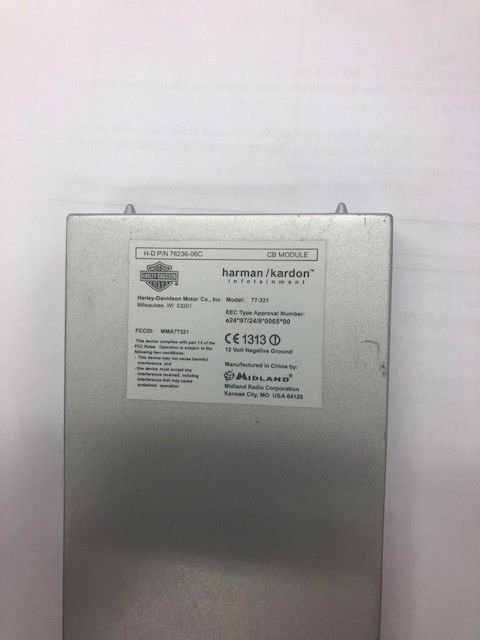 H-D P/N 76236-06C CB MODULE
HARLEY-DAVIDSON
harman/kardon™
infotainment
Harley-Davidson Motor Co., Inc
Milwaukee, WI 53201
Model: 77-321
EEC Type Approval Number:
e24*97/24/8*0065*00
FCCID: MMA77321
CE 1313
12 Volt Negative Ground
This device complies with part 15 of the
FCC Rules. Operation is subject to the
following two conditions:
- This device may not cause harmful
interference, and
- this device must accept any
interference received, including
interference that may cause
undesired operation.
Manufactured in China by:
MIDLAND®
Midland Radio Corporation
Kansas City, MO USA 64120